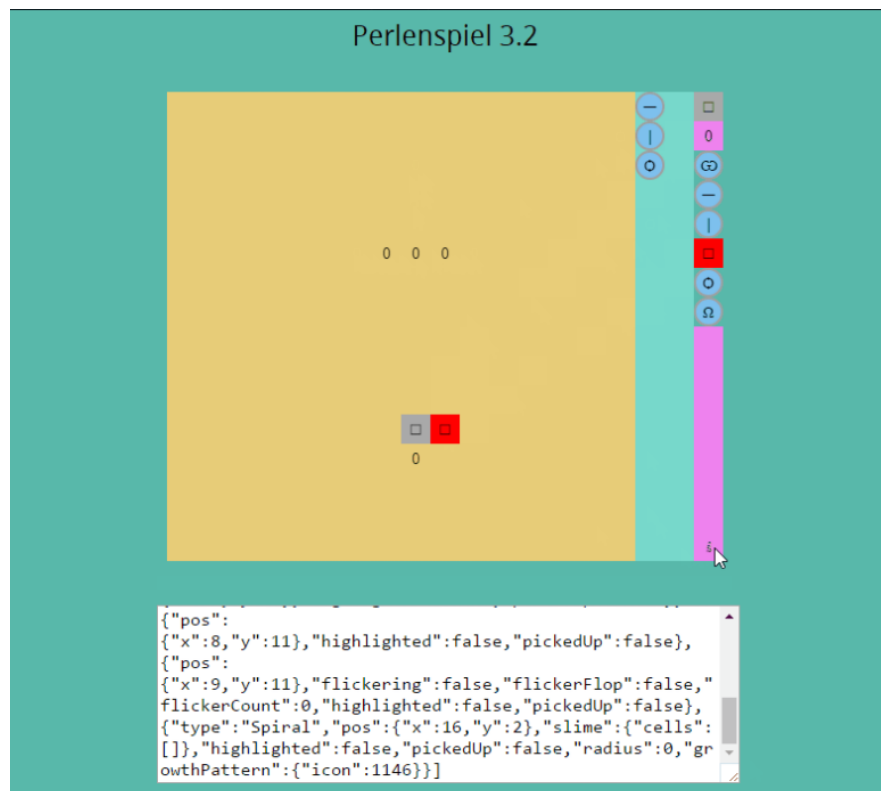 Perlenspiel 3.2
0
0 0 0
Ω
0
{"pos":
{"x":8,"y":11},"highlighted":false,"pickedUp":false},
{"pos":
{"x":9,"y":11},"flickering":false,"flickerFlop":false,"
flickerCount":0,"highlighted":false,"pickedUp":false},
{"type":"Spiral","pos":{"x":16,"y":2},"slime":{"cells":
[]},"highlighted":false,"pickedUp":false,"radius":0,"gr
owthPattern":{"icon":1146}}]